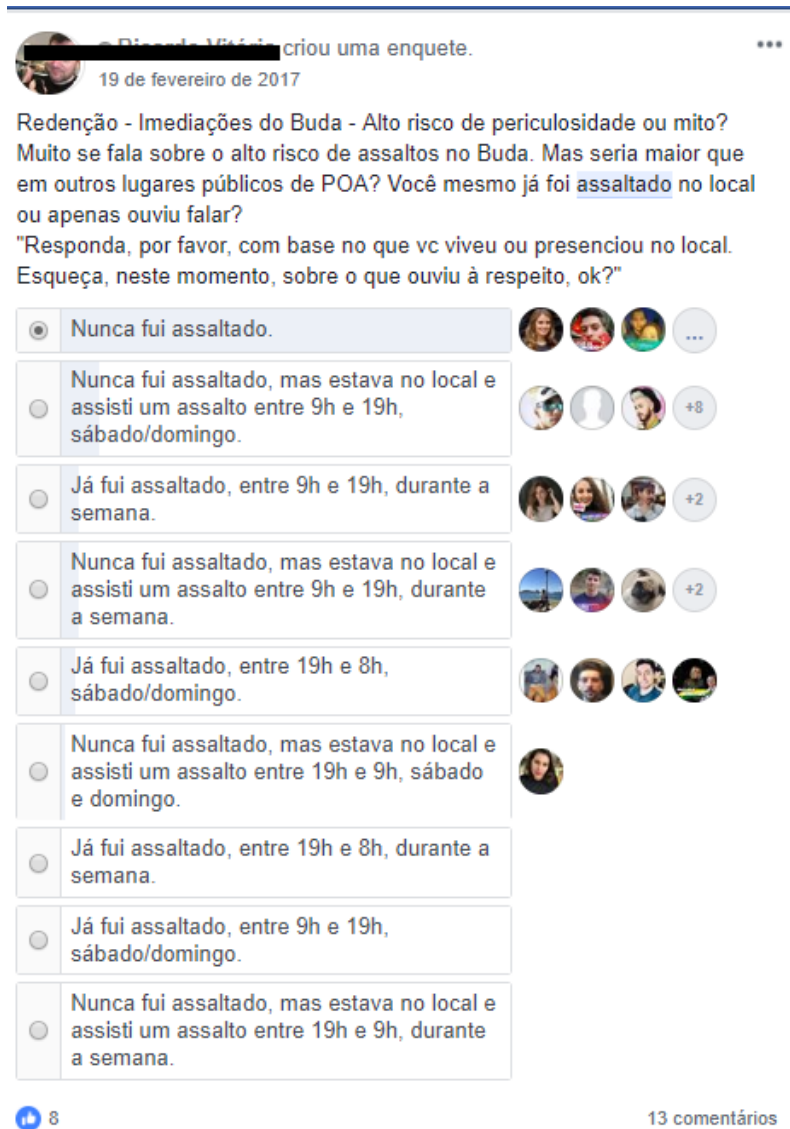 criou uma enquete.
19 de fevereiro de 2017
Redenção - Imediações do Buda - Alto risco de periculosidade ou mito?
Muito se fala sobre o alto risco de assaltos no Buda. Mas seria maior que
em outros lugares públicos de POA? Você mesmo já foi assaltado no local
ou apenas ouviu falar?
"Responda, por favor, com base no que vc viveu ou presenciou no local.
Esqueça, neste momento, sobre o que ouviu à respeito, ok?"
Nunca fui assaltado.
...
Nunca fui assaltado, mas estava no local e
assisti um assalto entre 9h e 19h,
sábado/domingo.
+8
Já fui assaltado, entre 9h e 19h, durante a
semana.
+2
Nunca fui assaltado, mas estava no local e
assisti um assalto entre 9h e 19h, durante
a semana.
+2
Já fui assaltado, entre 19h e 8h,
sábado/domingo.
Nunca fui assaltado, mas estava no local e
assisti um assalto entre 19h e 9h, sábado
e domingo.
Já fui assaltado, entre 19h e 8h, durante a
semana.
Já fui assaltado, entre 9h e 19h,
sábado/domingo.
Nunca fui assaltado, mas estava no local e
assisti um assalto entre 19h e 9h, durante
a semana.
8
13 comentários